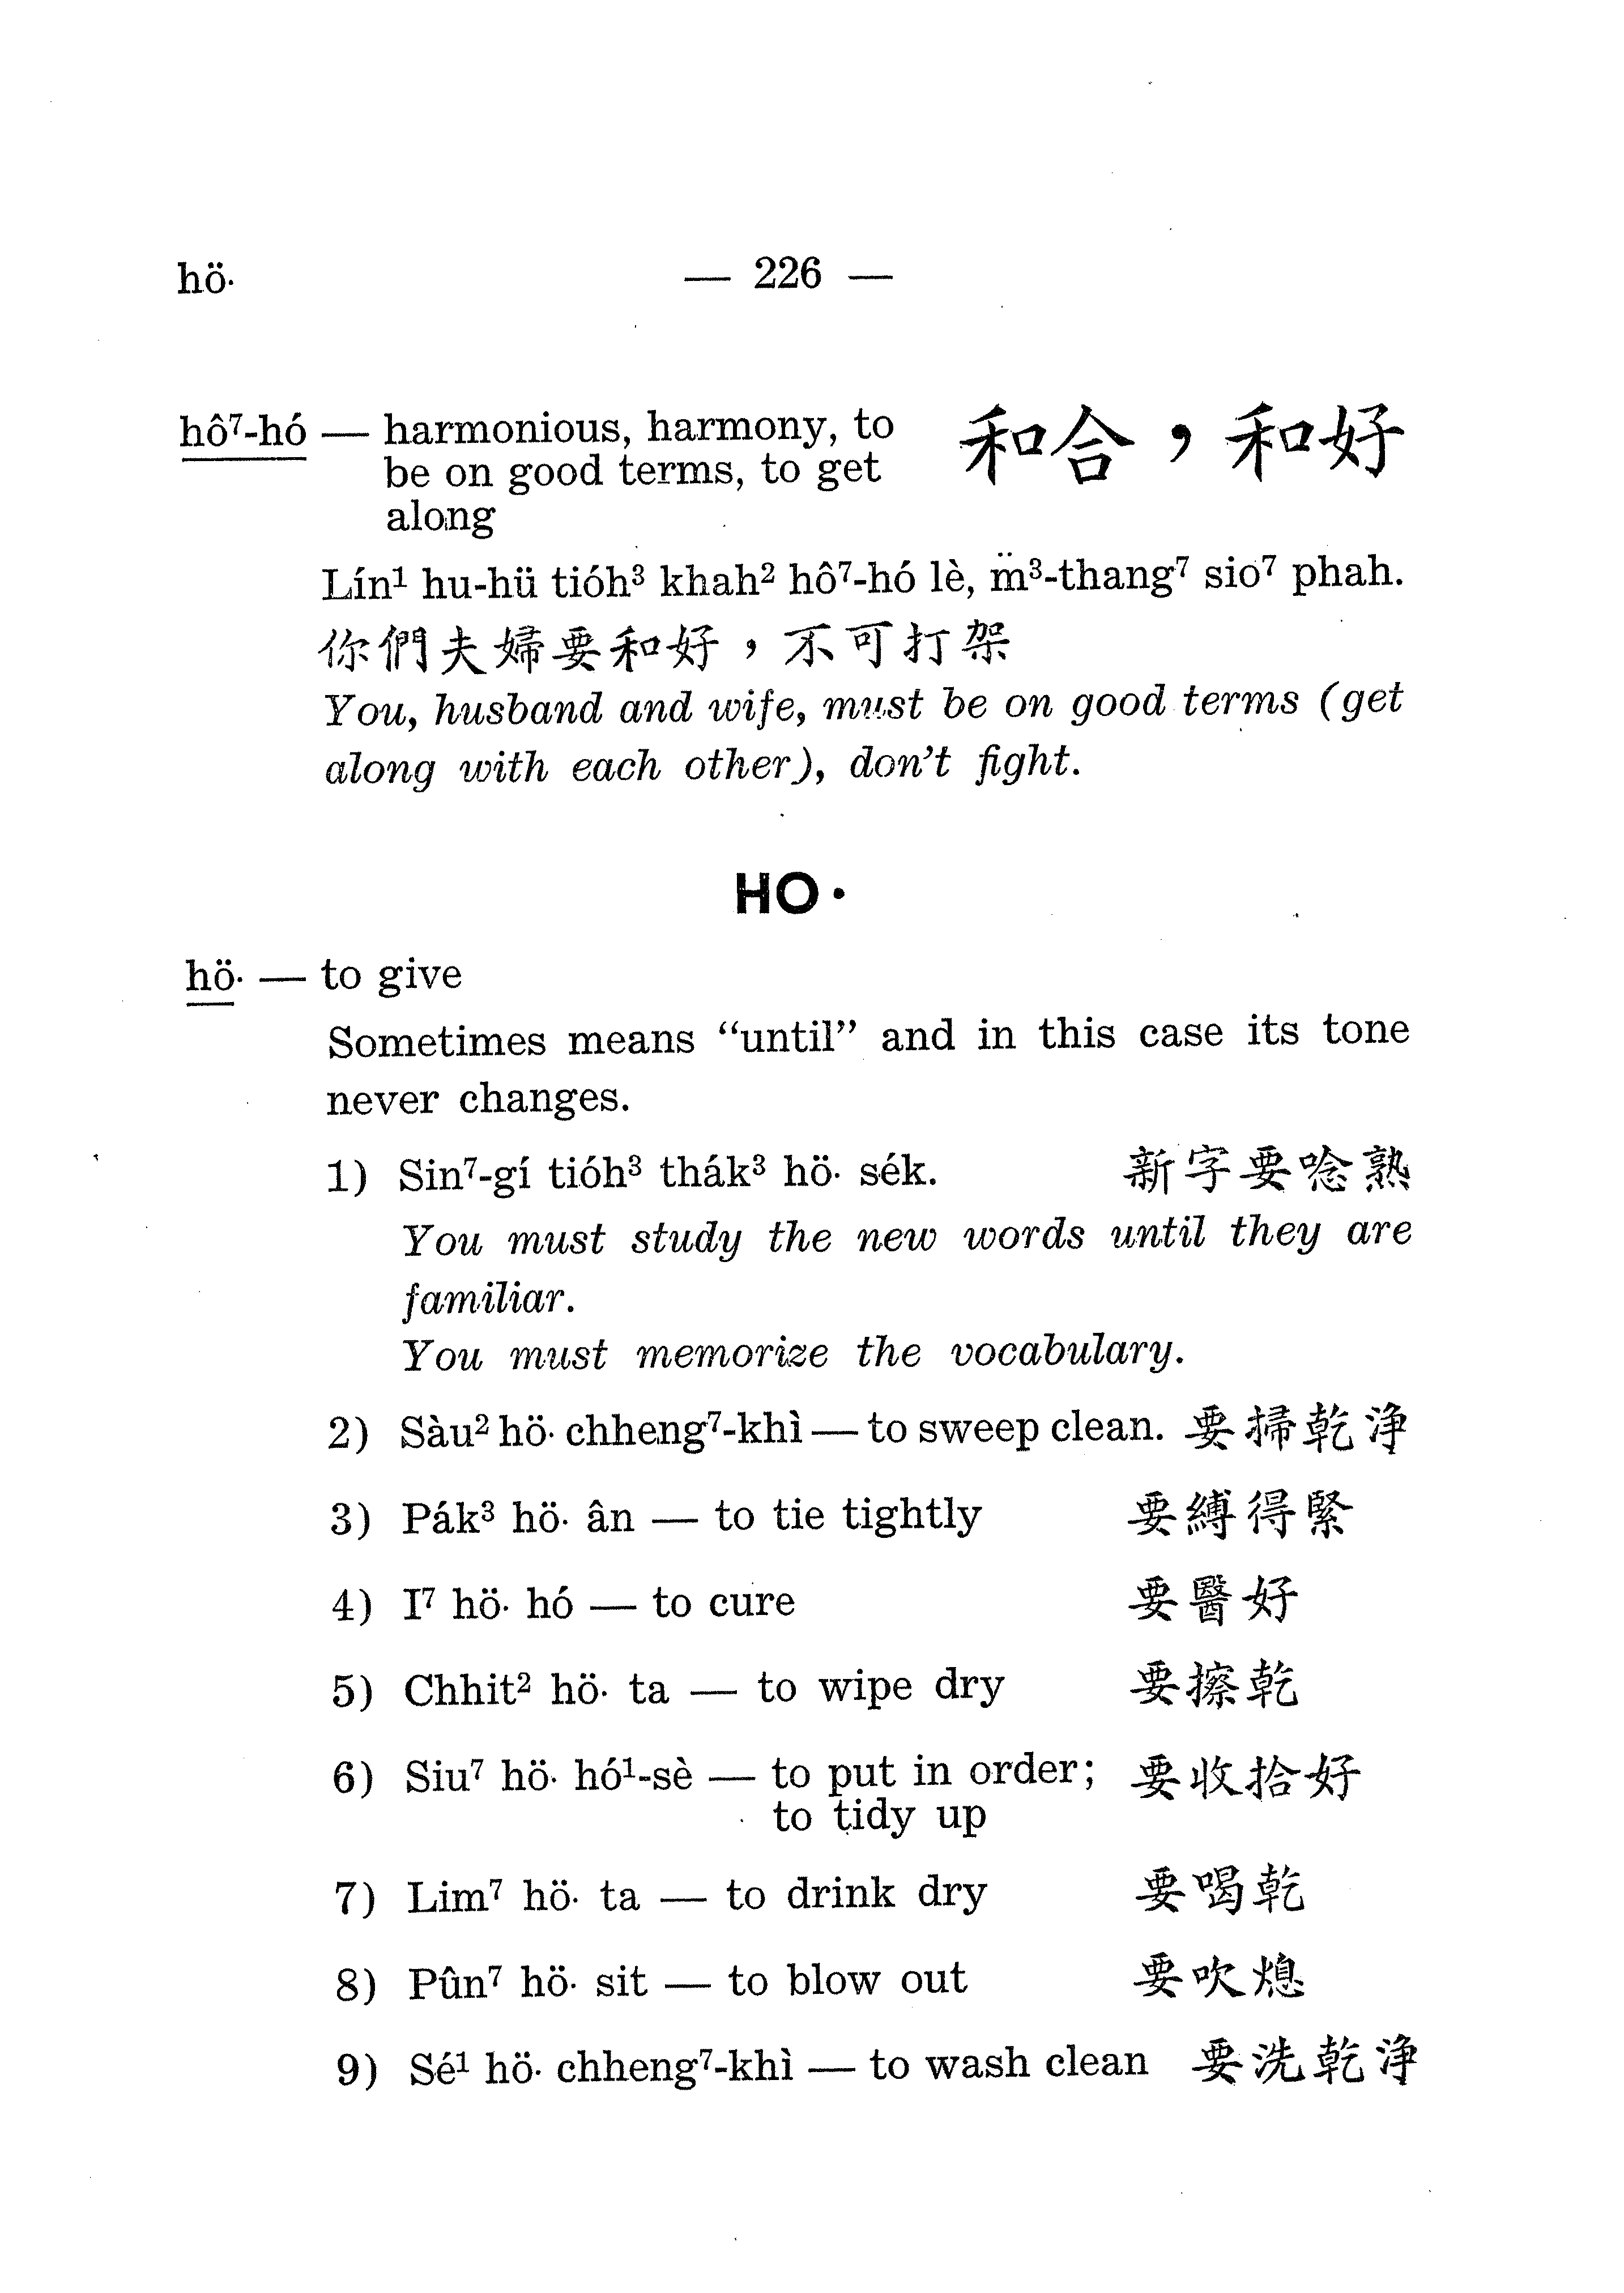 hö·
— 226 —
hô⁷-hó — harmonious, harmony, to 和合，和好
be on good terms, to get
along
Lín¹ hu-hü tióh³ khah² hô⁷-hó lè, m̈³-thang⁷ sio⁷ phah.
你們夫婦要和好，不可打架
You, husband and wife, must be on good terms (get
along with each other), don't fight.
HO·
hö· — to give
Sometimes means “until” and in this case its tone
never changes.
1) Sin⁷-gí tióh³ thák³ hö· sék. 新字要唸熟
You must study the new words until they are
familiar.
You must memorize the vocabulary.
2) Sàu² hö· chheng⁷-khì — to sweep clean. 要掃乾淨
3) Pák³ hö· ân — to tie tightly 要縛得緊
4) I⁷ hö· hó — to cure 要醫好
5) Chhit² hö· ta — to wipe dry 要擦乾
6) Siu⁷ hö· hó¹-sè — to put in order; 要收拾好
to tidy up
7) Lim⁷ hö· ta — to drink dry 要喝乾
8) Pûn⁷ hö· sit — to blow out 要吹熄
9) Sé¹ hö· chheng⁷-khì — to wash clean 要洗乾淨